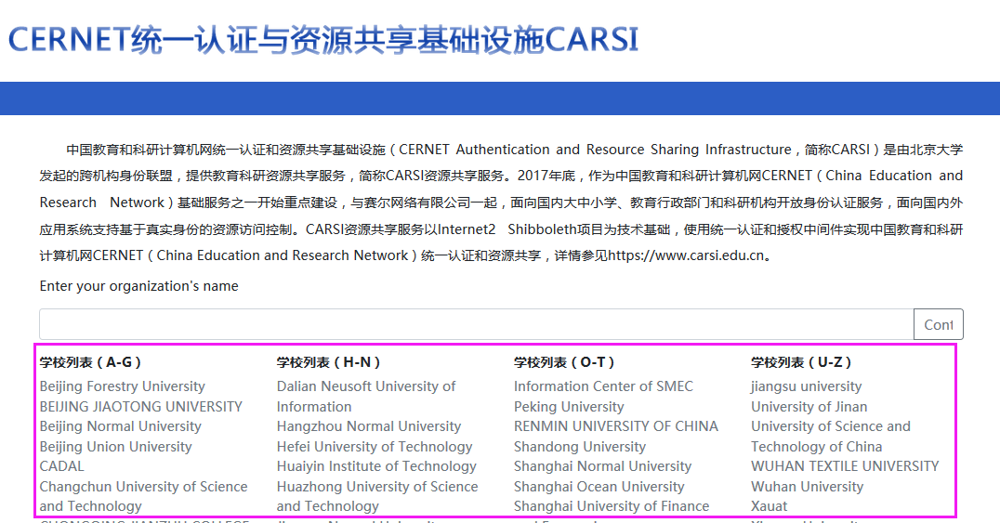 CERNET统一认证与资源共享基础设施CARSI
中国教育和科研计算机网统一认证和资源共享基础设施（CERNET Authentication and Resource Sharing Infrastructure，简称CARSI）是由北京大学
发起的跨机构身份联盟，提供教育科研资源共享服务，简称CARSI资源共享服务。2017年底，作为中国教育和科研计算机网CERNET（China Education and
Research Network）基础服务之一开始重点建设，与赛尔网络有限公司一起，面向国内大中小学、教育行政部门和科研机构开放身份认证服务，面向国内外
应用系统支持基于真实身份的资源访问控制。CARSI资源共享服务以Internet2 Shibboleth项目为技术基础，使用统一认证和授权中间件实现中国教育和科研
计算机网CERNET（China Education and Research Network）统一认证和资源共享，详情参见https://www.carsi.edu.cn。
Enter your organization's name
Cont
学校列表（A-G）
Beijing Forestry University
BEIJING JIAOTONG UNIVERSITY
Beijing Normal University
Beijing Union University
CADAL
Changchun University of Science
and Technology
学校列表（H-N）
Dalian Neusoft University of
Information
Hangzhou Normal University
Hefei University of Technology
Huaiyin Institute of Technology
Huazhong University of Science
and Technology
学校列表（O-T）
Information Center of SMEC
Peking University
RENMIN UNIVERSITY OF CHINA
Shandong University
Shanghai Normal University
Shanghai Ocean University
Shanghai University of Finance
学校列表（U-Z）
jiangsu university
University of Jinan
University of Science and
Technology of China
WUHAN TEXTILE UNIVERSITY
Wuhan University
Xauat